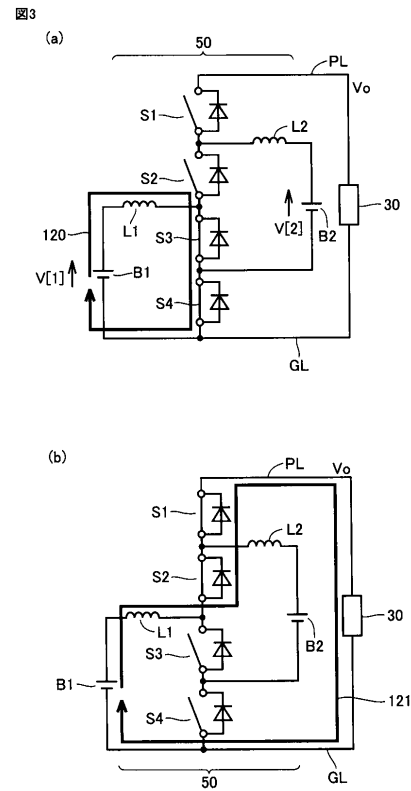 図3
(a)
50
PL
Vo
S1
L2
S2
120
L1
S3
V[2]
B2
30
V[1]
B1
S4
GL
(b)
PL
Vo
S1
L2
S2
30
L1
S3
B2
B1
121
S4
GL
50